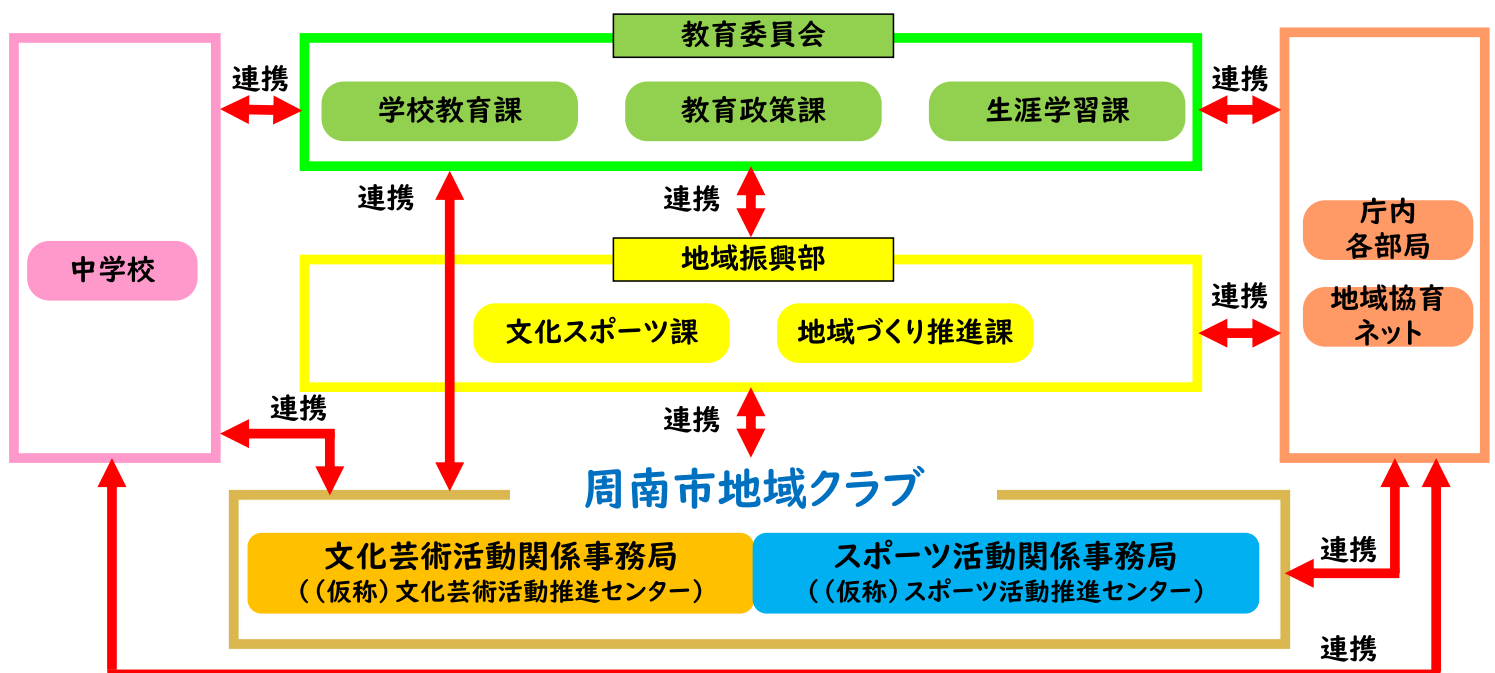 教育委員会
連携
連携
学校教育課
教育政策課
生涯学習課
連携
連携
庁内
各部局
地域振興部
中学校
連携
地域協育
ネット
文化スポーツ課
地域づくり推進課
連携
連携
周南市地域クラブ
文化芸術活動関係事務局
（（仮称）文化芸術活動推進センター）
スポーツ活動関係事務局
（（仮称）スポーツ活動推進センター）
連携
連携